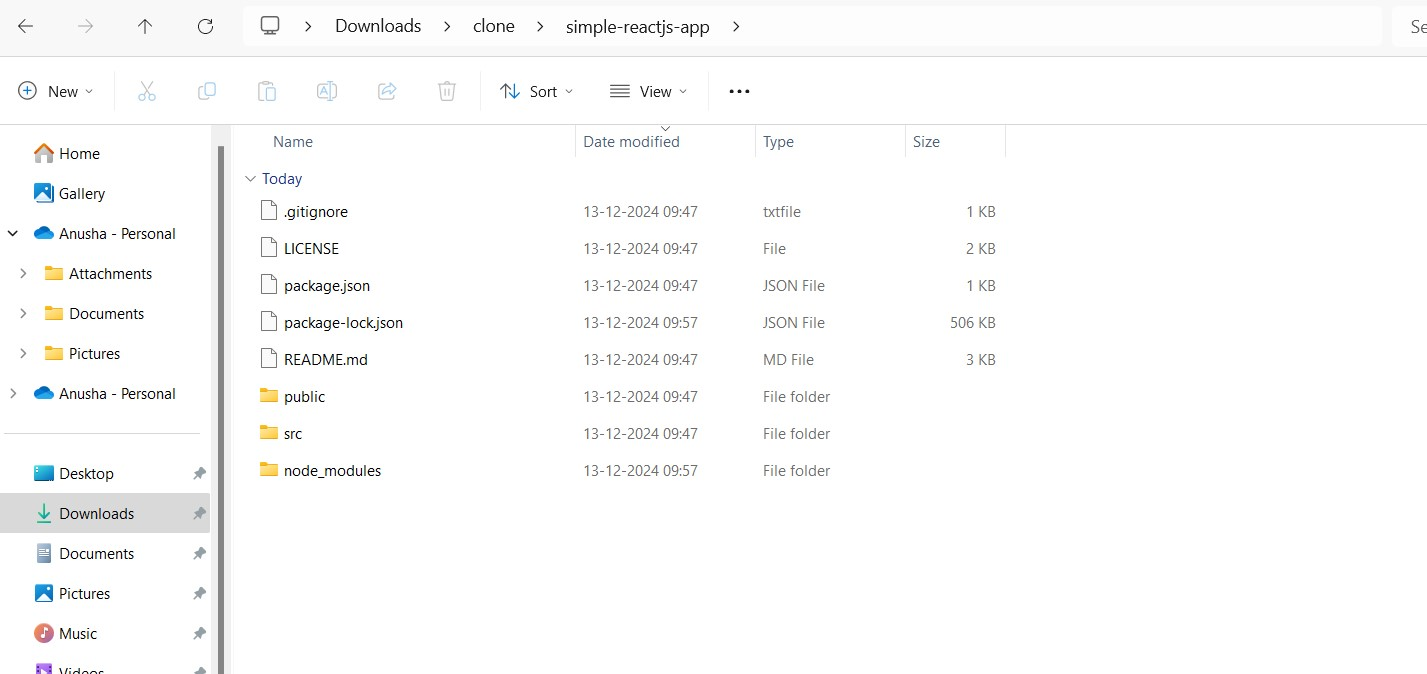 Downloads > clone > simple-reactjs-app >
New Sort View ...
Name Date modified Type Size
Today
.gitignore 13-12-2024 09:47 txtfile 1 KB
LICENSE 13-12-2024 09:47 File 2 KB
package.json 13-12-2024 09:47 JSON File 1 KB
package-lock.json 13-12-2024 09:57 JSON File 506 KB
README.md 13-12-2024 09:47 MD File 3 KB
public 13-12-2024 09:47 File folder
src 13-12-2024 09:47 File folder
node_modules 13-12-2024 09:57 File folder
Home
Gallery
Anusha - Personal
Attachments
Documents
Pictures
Anusha - Personal
Desktop
Downloads
Documents
Pictures
Music
Videos